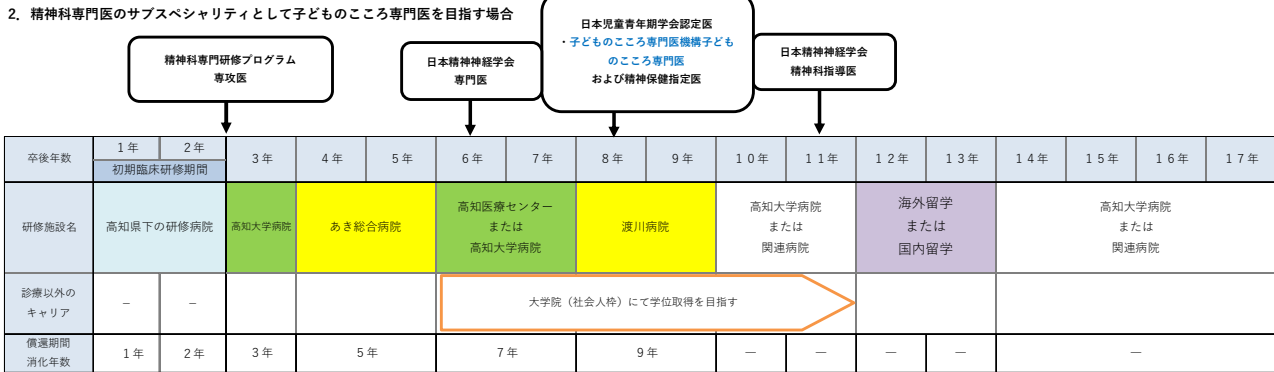 2. 精神科専門医のサブスペシャリティとして子どものこころ専門医を目指す場合
精神科専門研修プログラム
専攻医
日本精神神経学会
専門医
日本児童青年期学会認定医
・子どものこころ専門医機構子ども
のこころ専門医
および精神保健指定医
日本精神神経学会
精神科指導医
卒後年数 1年 2年 3年 4年 5年 6年 7年 8年 9年 10年 11年 12年 13年 14年 15年 16年 17年
初期臨床研修期間
研修施設名
高知県下の研修病院
高知大学病院
あき総合病院
高知医療センター
または
高知大学病院
渡川病院
高知大学病院
または
関連病院
海外留学
または
国内留学
高知大学病院
または
関連病院
診療以外の
キャリア
– –
大学院（社会人枠）にて学位取得を目指す
償還期間
消化年数
1年 2年 3年 5年 7年 9年 — — — — —